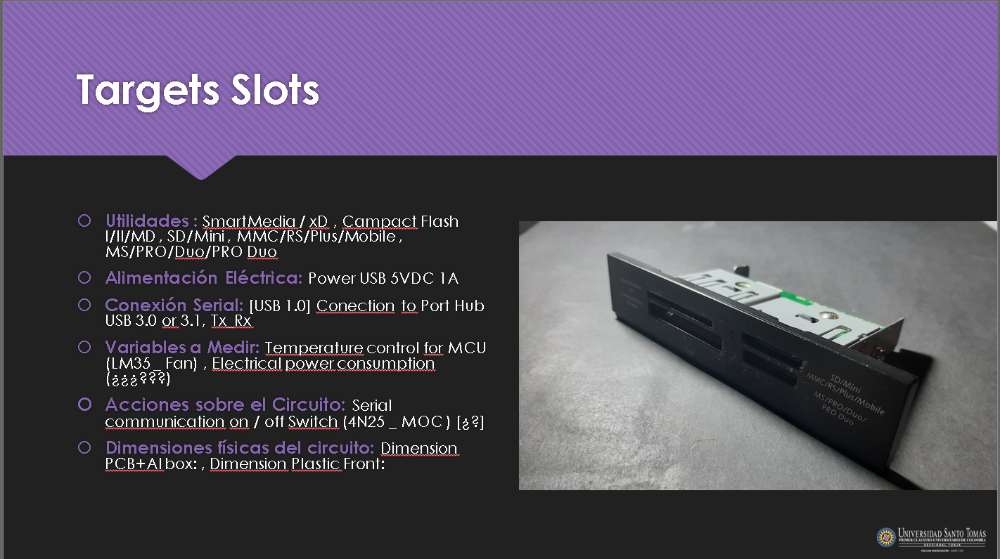 Targets Slots
Utilidades : SmartMedia / xD , Campact Flash
I/II/MD , SD/Mini , MMC/RS/Plus/Mobile ,
MS/PRO/Duo/PRO Duo
Alimentación Eléctrica: Power USB 5VDC 1A
Conexión Serial: [USB 1.0] Conection to Port Hub
USB 3.0 or 3.1, Tx_Rx
Variables a Medir: Temperature control for MCU
(LM35 _ Fan) , Electrical power consumption
(¿¿¿???)
Acciones sobre el Circuito: Serial
communication on / off Switch (4N25 _ MOC ) [¿?]
Dimensiones físicas del circuito: Dimension
PCB+Al box: , Dimension Plastic Front:
SD/Mini
MMC/RS/Plus/Mobile
MS/PRO/Duo/
PRO Duo
UNIVERSIDAD SANTO TOMÁS
PRIMER CLAUSTRO UNIVERSITARIO DE COLOMBIA
SECCIONAL TUNJA